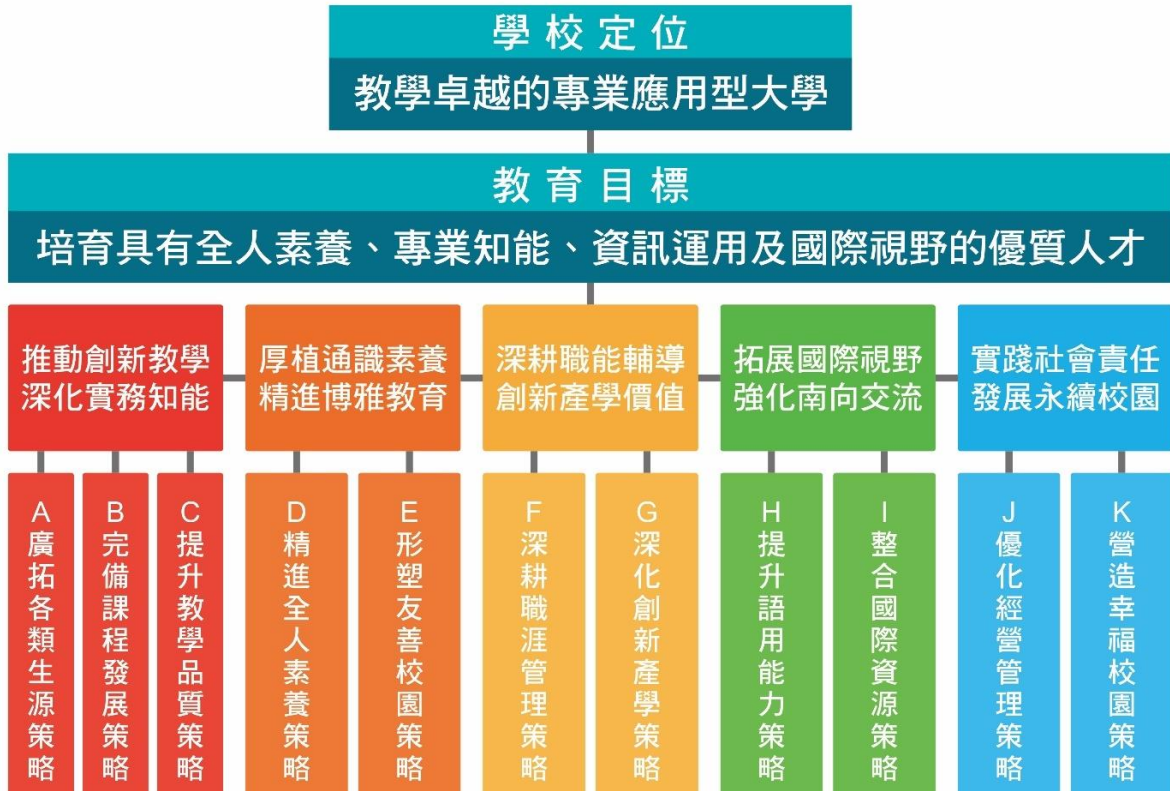 學校定位
教學卓越的專業應用型大學
教育目標
培育具有全人素養、專業知能、資訊運用及國際視野的優質人才
推動創新教學
深化實務知能
厚植通識素養
精進博雅教育
深耕職能輔導
創新產學價值
拓展國際視野
強化南向交流
實踐社會責任
發展永續校園
A廣拓各類生源策略
B完備課程發展策略
C提升教學品質策略
D精進全人素養策略
E形塑友善校園策略
F深耕職涯管理策略
G深化創新產學策略
H提升語用能力策略
I整合國際資源策略
J優化經營管理策略
K營造幸福校園策略